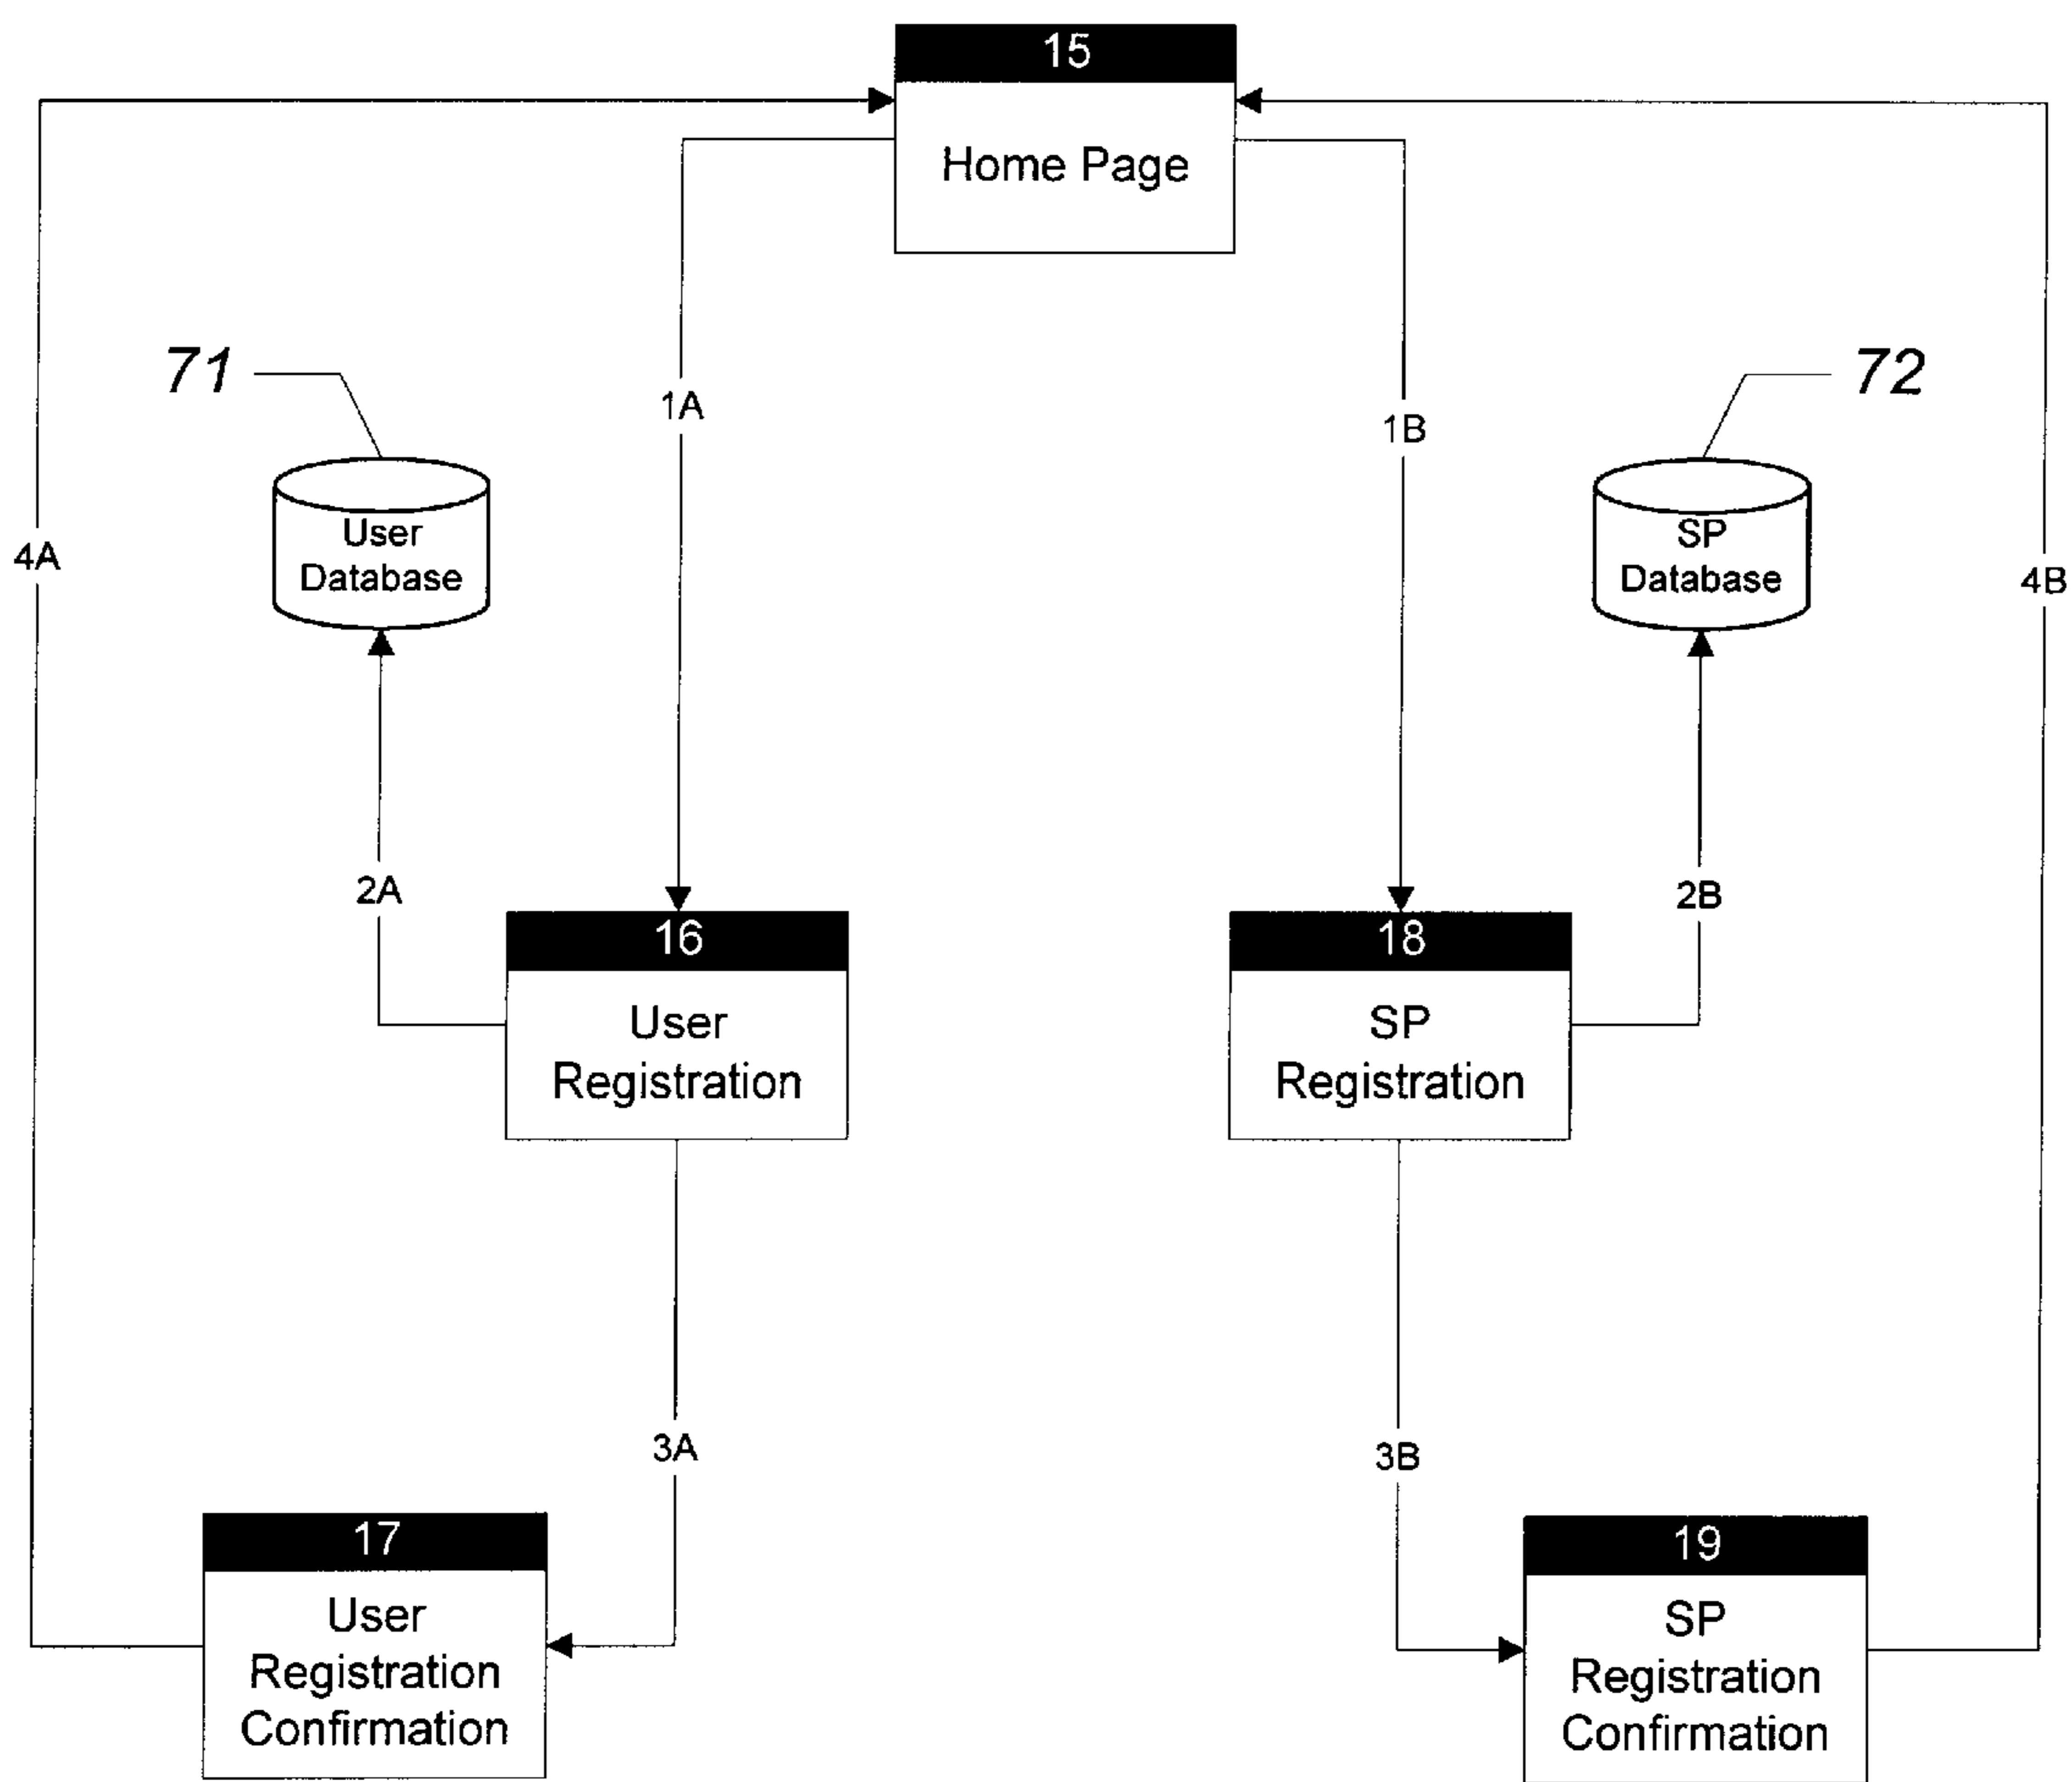 15
Home Page
71
72
1A
1B
User
Database
SP
Database
4A
4B
2A
2B
16
User
Registration
18
SP
Registration
3A
3B
17
User
Registration
Confirmation
19
SP
Registration
Confirmation